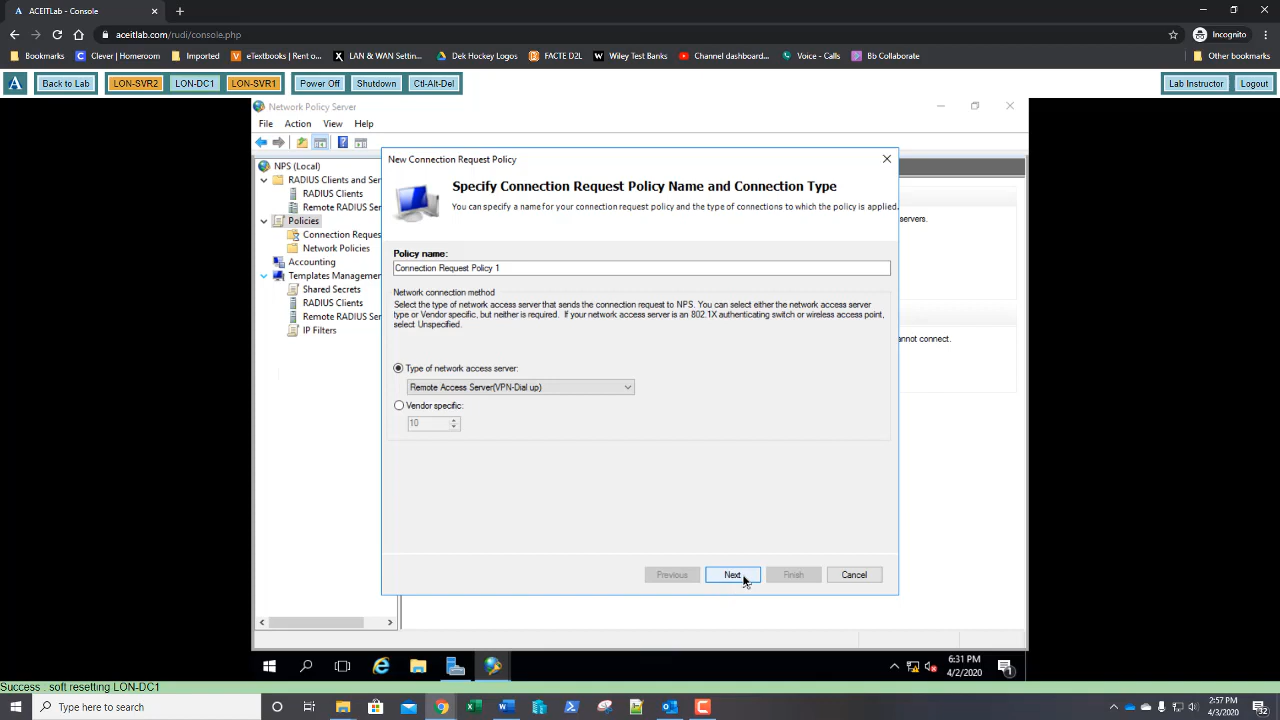 ACEITLab
aceitlab.com/rudi/console.php
Incognito
Bookmarks
Clever | Homeroom
Imported
eTextbooks | Rent o...
LAN & WAN Settin...
Dek Hockey Logos
FACTE D2L
Wiley Test Banks
Channel dashboard...
Voice - Calls
Bb Collaborate
Other bookmarks
A
Back to Lab
LON-SVR2
LON-DC1
LON-SVR1
Power Off
Shutdown
Ctl-Alt-Del
Lab Instructor
Logout
Network Policy Server
File
Action
View
Help
NPS (Local)
RADIUS Clients and Ser
RADIUS Clients
Remote RADIUS Ser
Policies
Connection Reques
Network Policies
Accounting
Templates Managemer
Shared Secrets
RADIUS Clients
Remote RADIUS Ser
IP Filters
New Connection Request Policy
Specify Connection Request Policy Name and Connection Type
You can specify a name for your connection request policy and the type of connections to which the policy is applied.
Policy name:
Connection Request Policy 1
Network connection method
Select the type of network access server that sends the connection request to NPS. You can select either the network access server
type or Vendor specific, but neither is required.  If your network access server is an 802.1X authenticating switch or wireless access point,
select Unspecified.
Type of network access server:
Remote Access Server(VPN-Dial up)
Vendor specific:
10
Previous
Next
Finish
Cancel
servers.
annot connect.
6:31 PM
4/2/2020
Success .. soft resetting LON-DC1
Type here to search
2:57 PM
4/3/2020